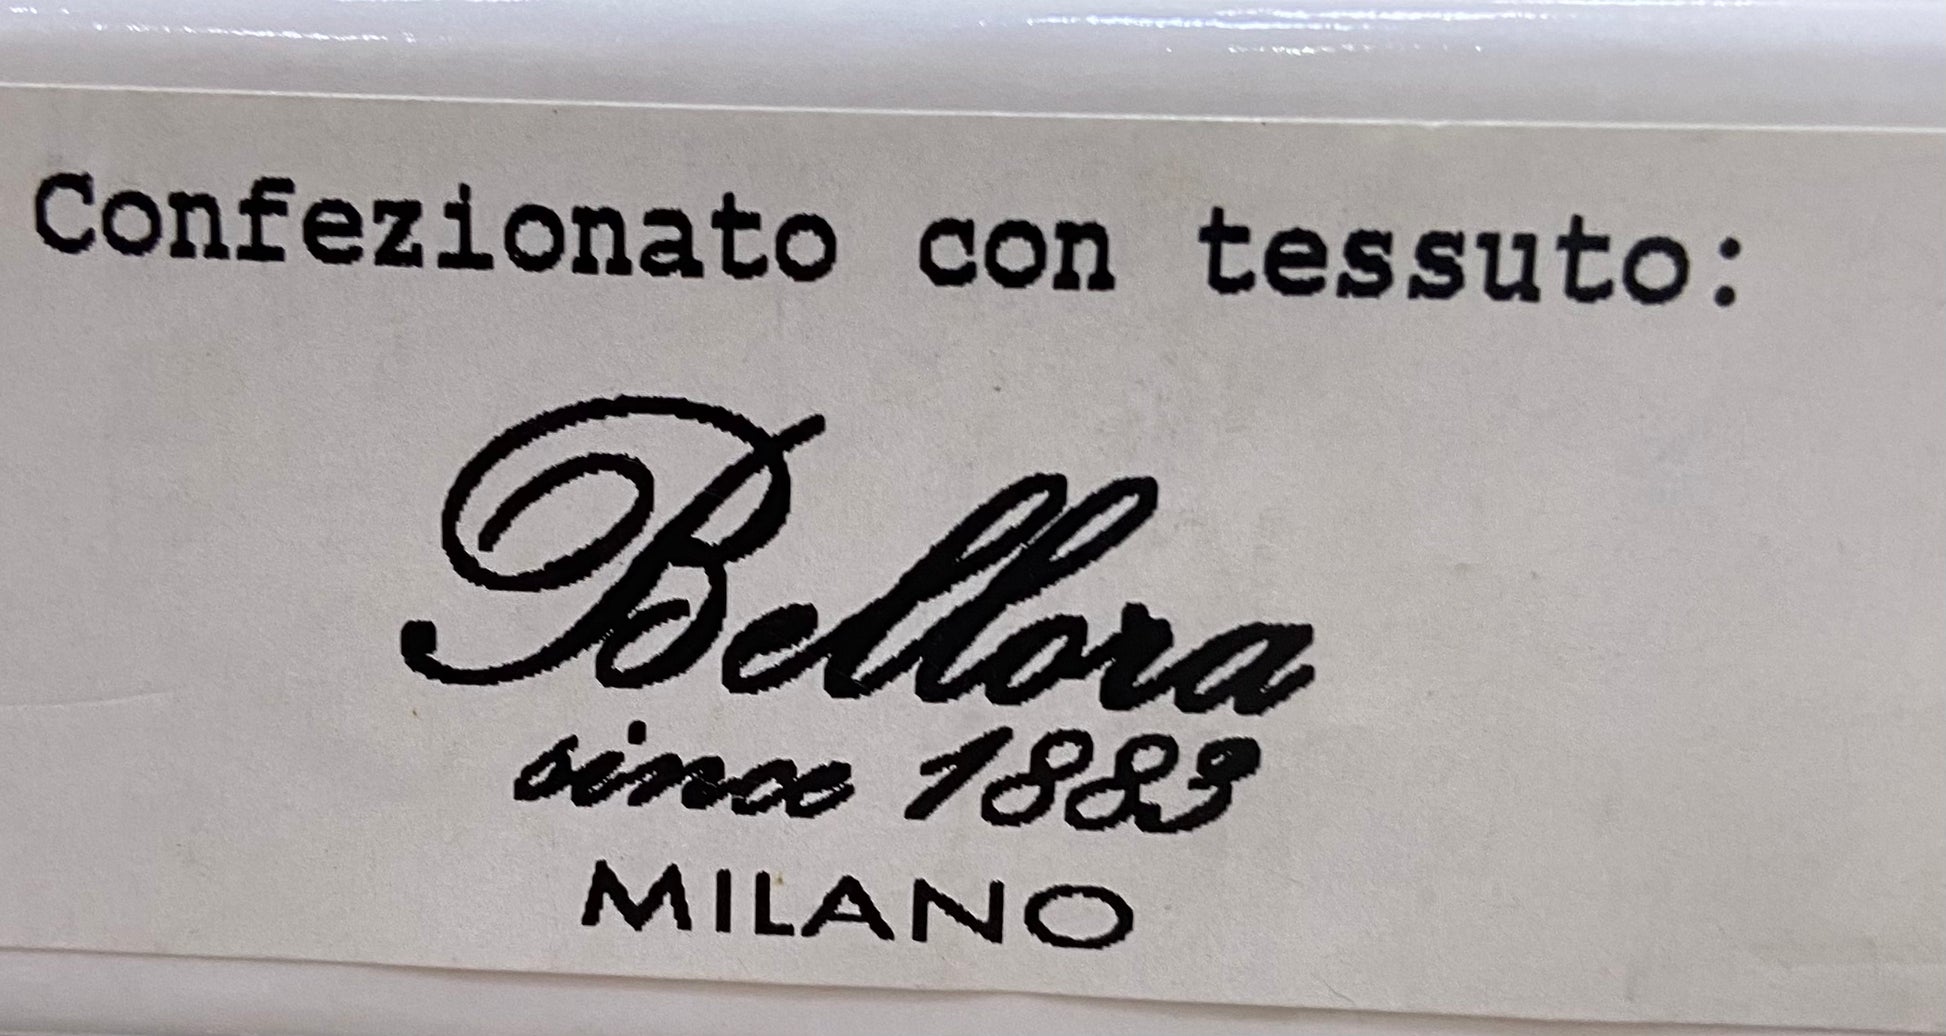 Confezionato con tessuto:
Bellora
since 1883
MILANO